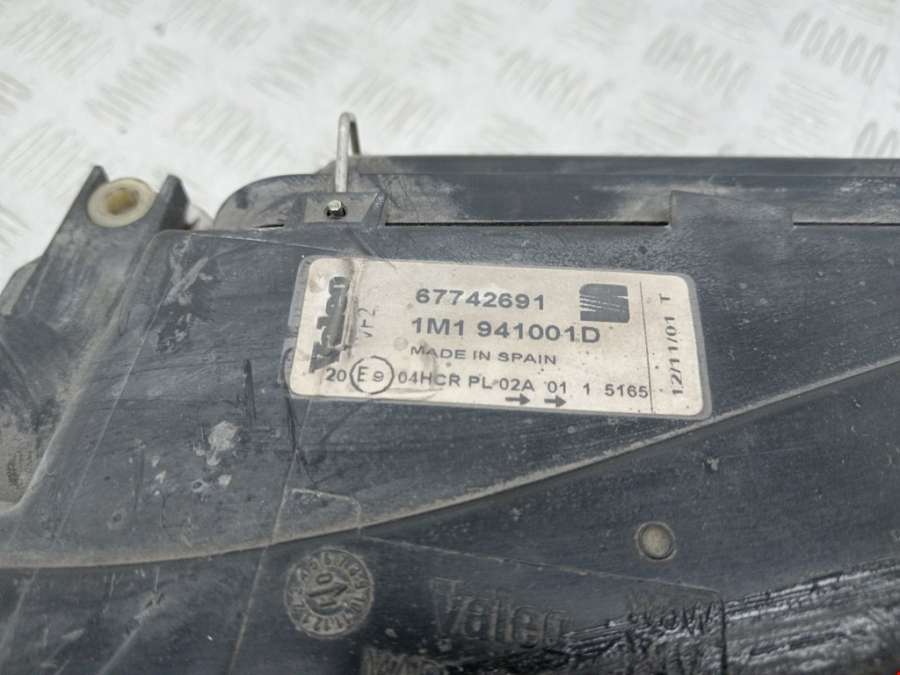 Valeo
VF2
67742691
1M1 941001D
MADE IN SPAIN
20 E9 04HCR PL 02A 01 1 5165
12/11/01 T
Valeo